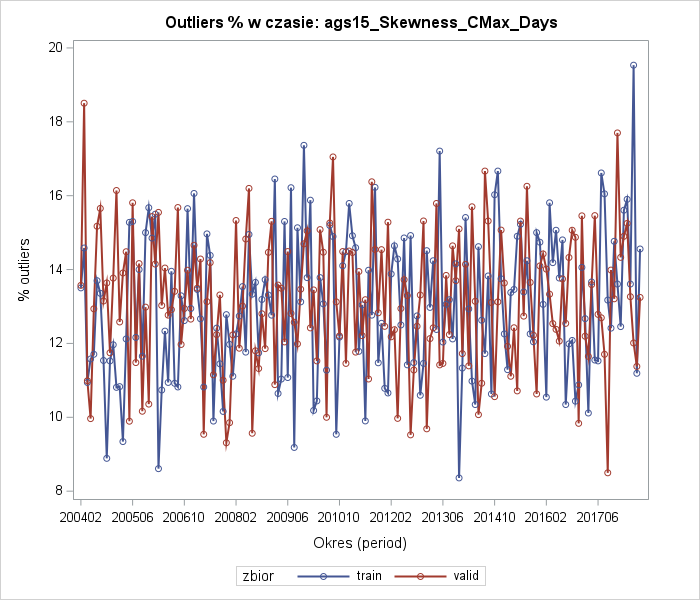 Outliers % w czasie: ags15_Skewness_CMax_Days
% outliers
20
18
16
14
12
10
8
200402 200506 200610 200802 200906 201010 201202 201306 201410 201602 201706
Okres (period)
zbior train valid